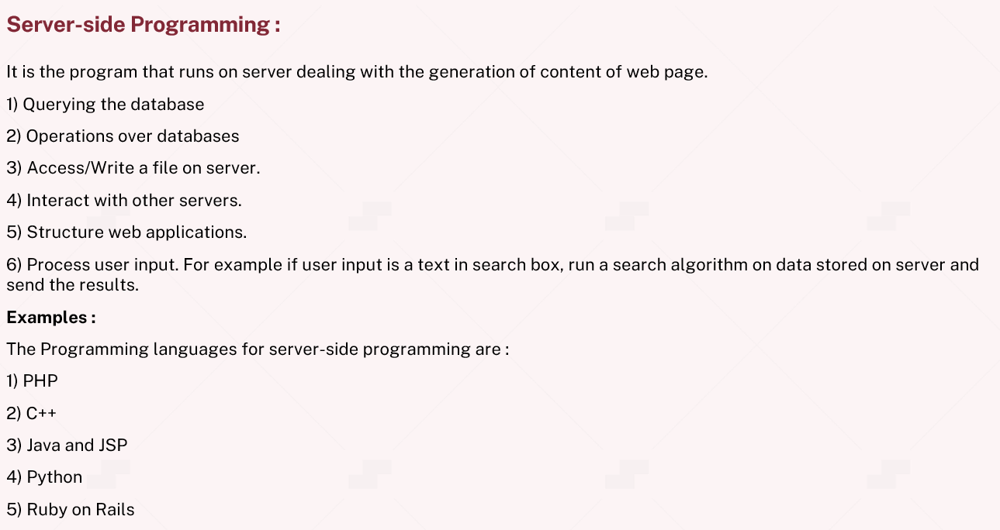 Server-side Programming :
It is the program that runs on server dealing with the generation of content of web page.
1) Querying the database
2) Operations over databases
3) Access/Write a file on server.
4) Interact with other servers.
5) Structure web applications.
6) Process user input. For example if user input is a text in search box, run a search algorithm on data stored on server and
send the results.
Examples :
The Programming languages for server-side programming are :
1) PHP
2) C++
3) Java and JSP
4) Python
5) Ruby on Rails